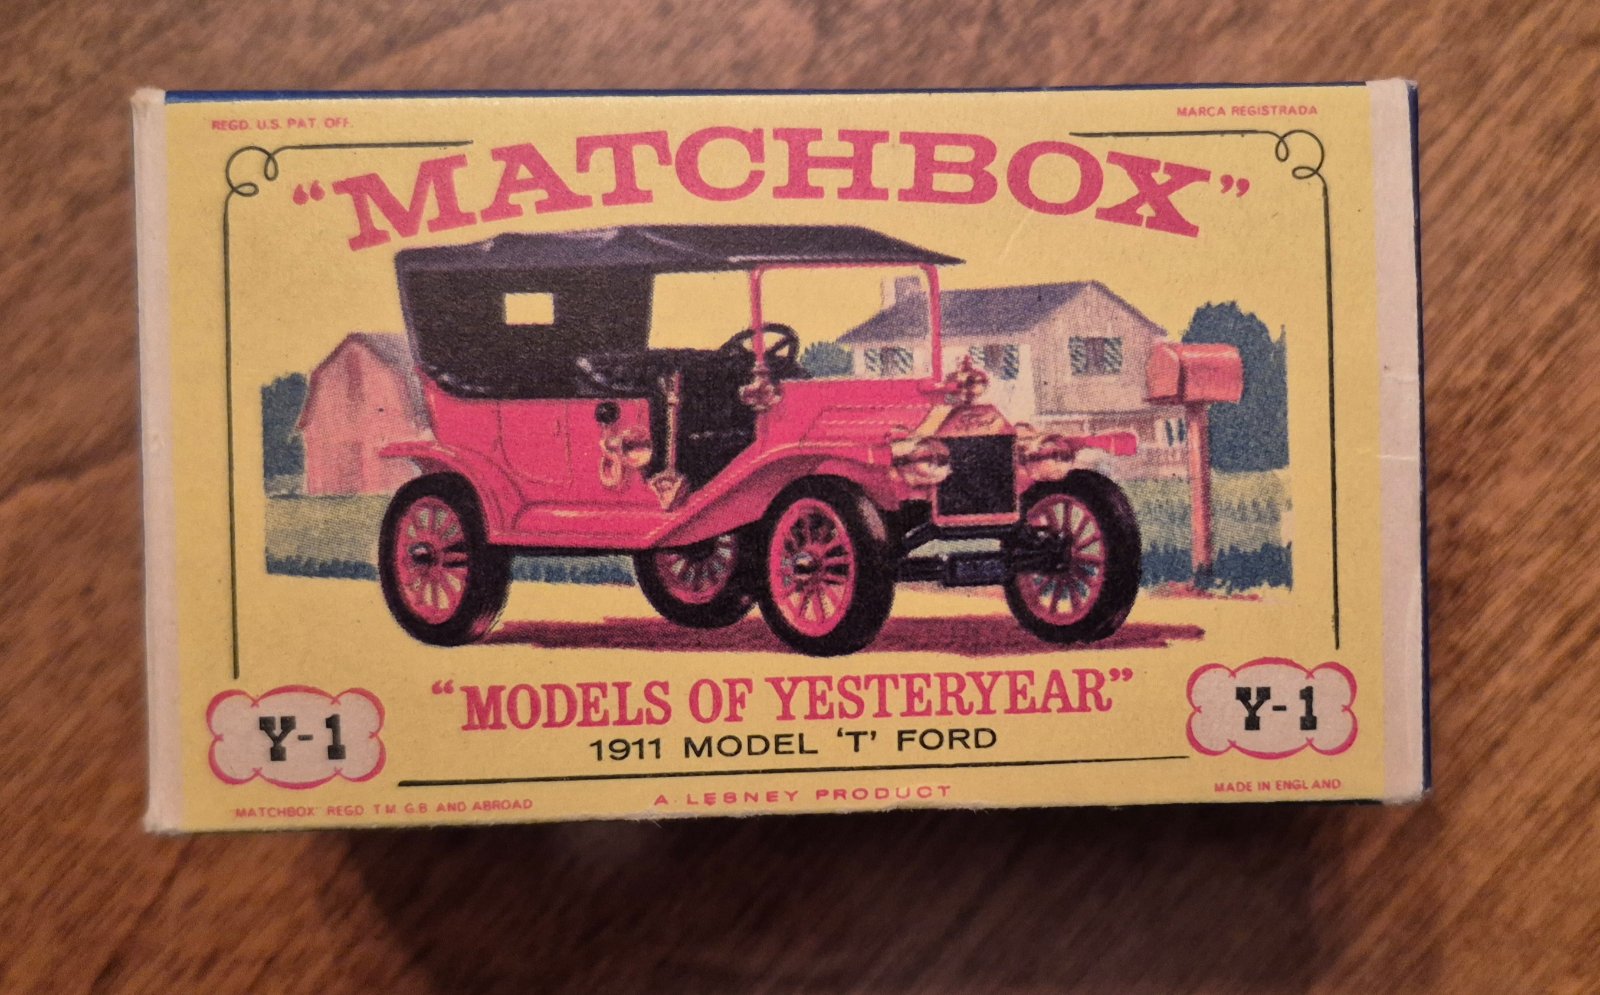 REGD. U.S. PAT. OFF.
MARCA REGISTRADA
“MATCHBOX”
“MODELS OF YESTERYEAR”
1911 MODEL ‘T’ FORD
Y-1
Y-1
'MATCHBOX' REGD T.M. G.B. AND ABROAD
A LESNEY PRODUCT
MADE IN ENGLAND